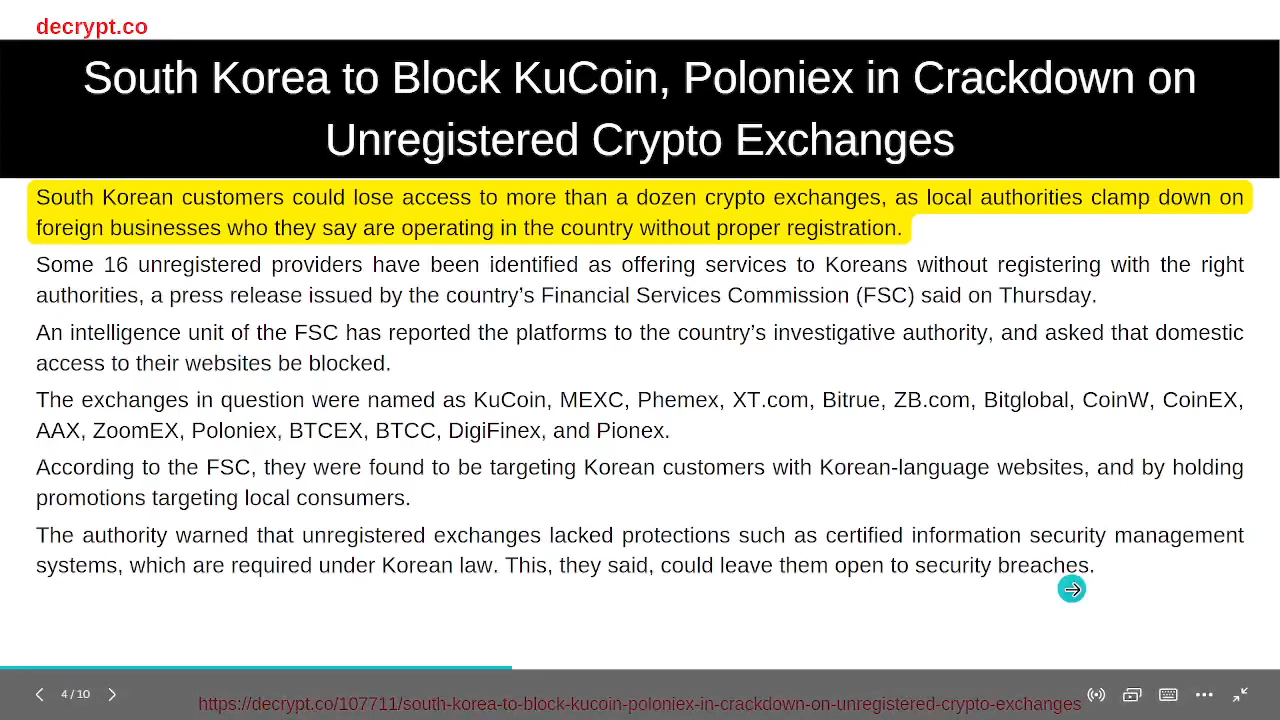 decrypt.co
South Korea to Block KuCoin, Poloniex in Crackdown on
Unregistered Crypto Exchanges
South Korean customers could lose access to more than a dozen crypto exchanges, as local authorities clamp down on
foreign businesses who they say are operating in the country without proper registration.
Some 16 unregistered providers have been identified as offering services to Koreans without registering with the right
authorities, a press release issued by the country’s Financial Services Commission (FSC) said on Thursday.
An intelligence unit of the FSC has reported the platforms to the country’s investigative authority, and asked that domestic
access to their websites be blocked.
The exchanges in question were named as KuCoin, MEXC, Phemex, XT.com, Bitrue, ZB.com, Bitglobal, CoinW, CoinEX,
AAX, ZoomEX, Poloniex, BTCEX, BTCC, DigiFinex, and Pionex.
According to the FSC, they were found to be targeting Korean customers with Korean-language websites, and by holding
promotions targeting local consumers.
The authority warned that unregistered exchanges lacked protections such as certified information security management
systems, which are required under Korean law. This, they said, could leave them open to security breaches.
4 / 10
https://decrypt.co/107711/south-korea-to-block-kucoin-poloniex-in-crackdown-on-unregistered-crypto-exchanges